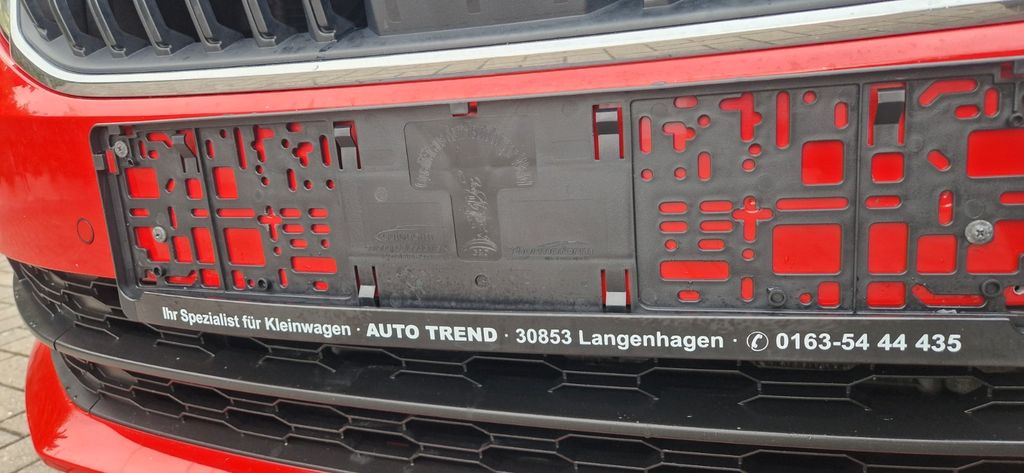 Ihr Spezialist für Kleinwagen · AUTO TREND · 30853 Langenhagen · ✆ 0163-54 44 435